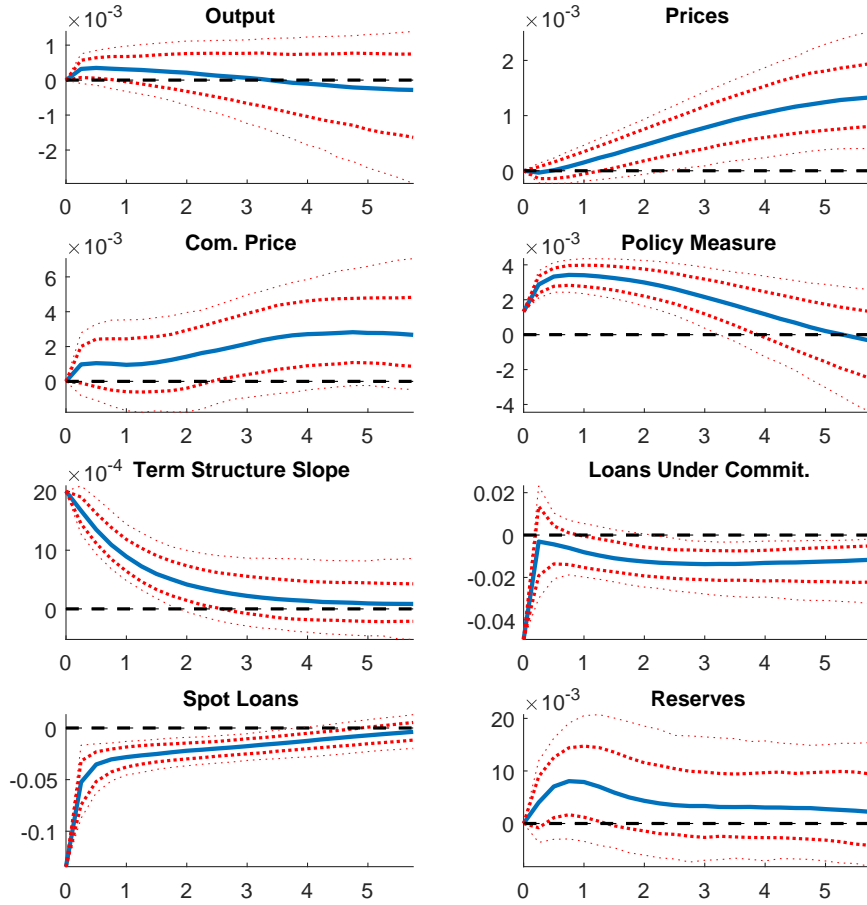 Output
×10⁻³
1
0
-1
-2
0 1 2 3 4 5
Prices
×10⁻³
2
1
0
0 1 2 3 4 5
Com. Price
×10⁻³
6
4
2
0
0 1 2 3 4 5
Policy Measure
×10⁻³
4
2
0
-2
-4
0 1 2 3 4 5
Term Structure Slope
×10⁻⁴
20
10
0
0 1 2 3 4 5
Loans Under Commit.
0.02
0
-0.02
-0.04
0 1 2 3 4 5
Spot Loans
0
-0.05
-0.1
0 1 2 3 4 5
Reserves
×10⁻³
20
10
0
0 1 2 3 4 5